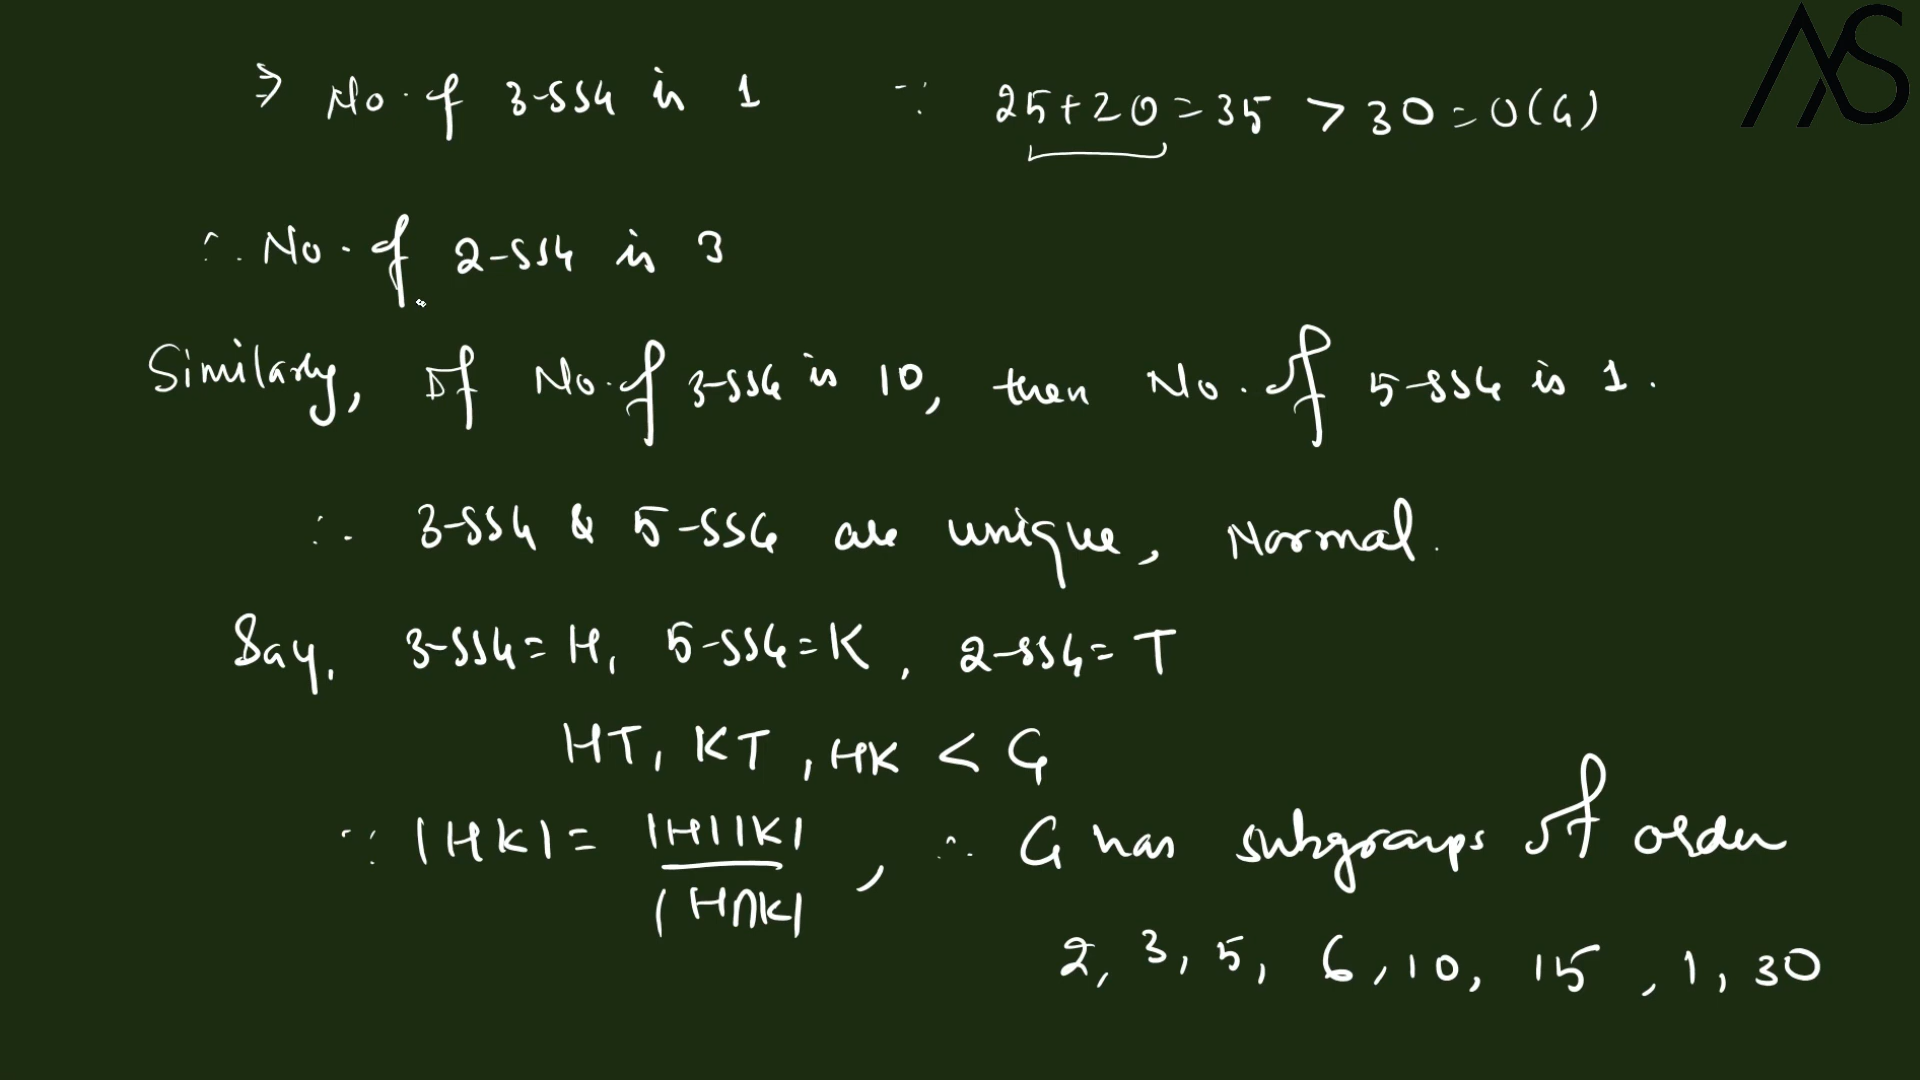 AS
⇒ No. of 3-SSG is 1 ∵ 25+20=35 > 30=O(G)
∴ No. of 2-SSG is 3
Similarly, If No. of 3-SSG is 10, then No. of 5-SSG is 1.
∴ 3-SSG & 5-SSG are unique, Normal.
Say, 3-SSG=H, 5-SSG=K, 2-SSG=T
HT, KT, HK < G
∵ |HK| = |H||K| / |H∩K|, ∴ G has subgroups of order
2, 3, 5, 6, 10, 15, 1, 30